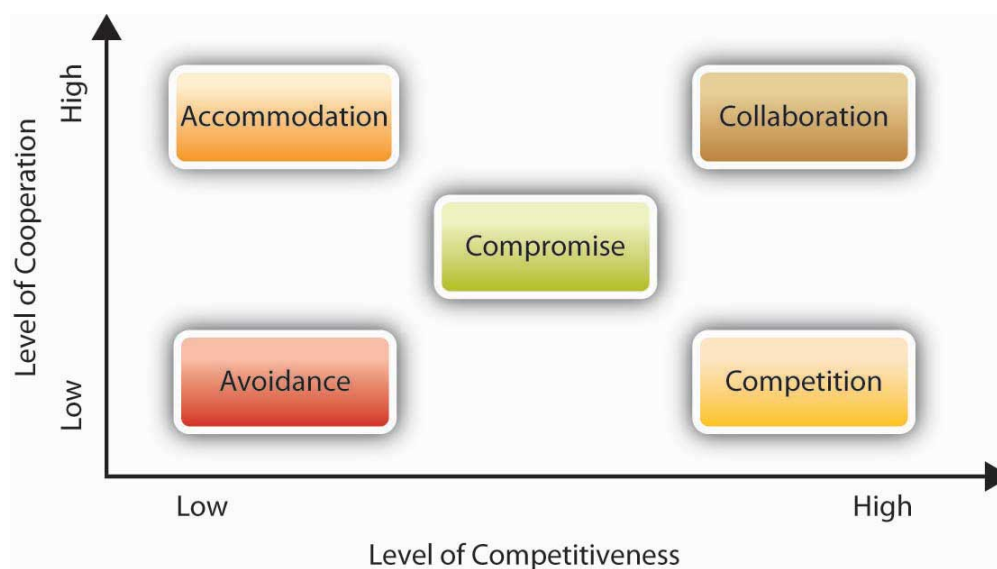 High
Accommodation
Collaboration
Level of Cooperation
Compromise
Avoidance
Competition
Low
Low
High
Level of Competitiveness